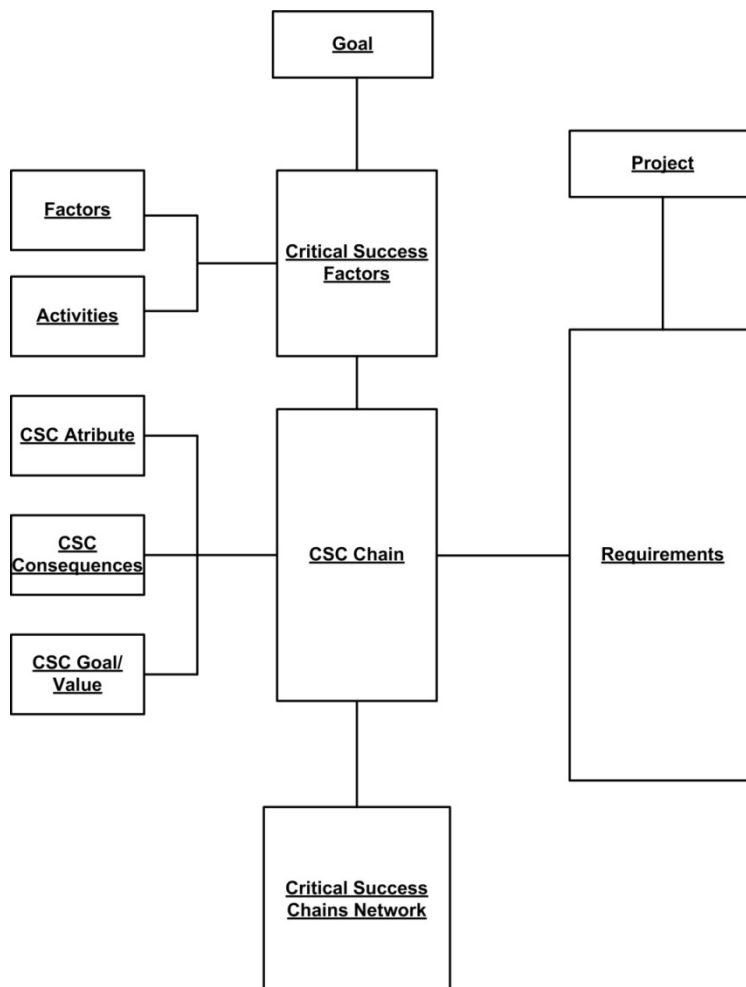 Goal
Project
Factors
Critical Success
Factors
Activities
CSC Atribute
CSC
Consequences
CSC Chain
Requirements
CSC Goal/
Value
Critical Success
Chains Network